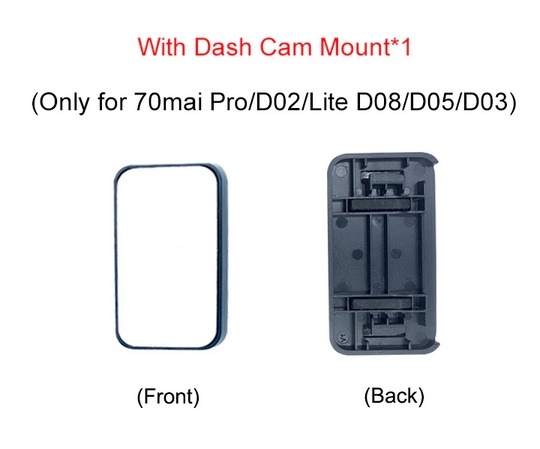 With Dash Cam Mount*1
(Only for 70mai Pro/D02/Lite D08/D05/D03)
(Front)
(Back)